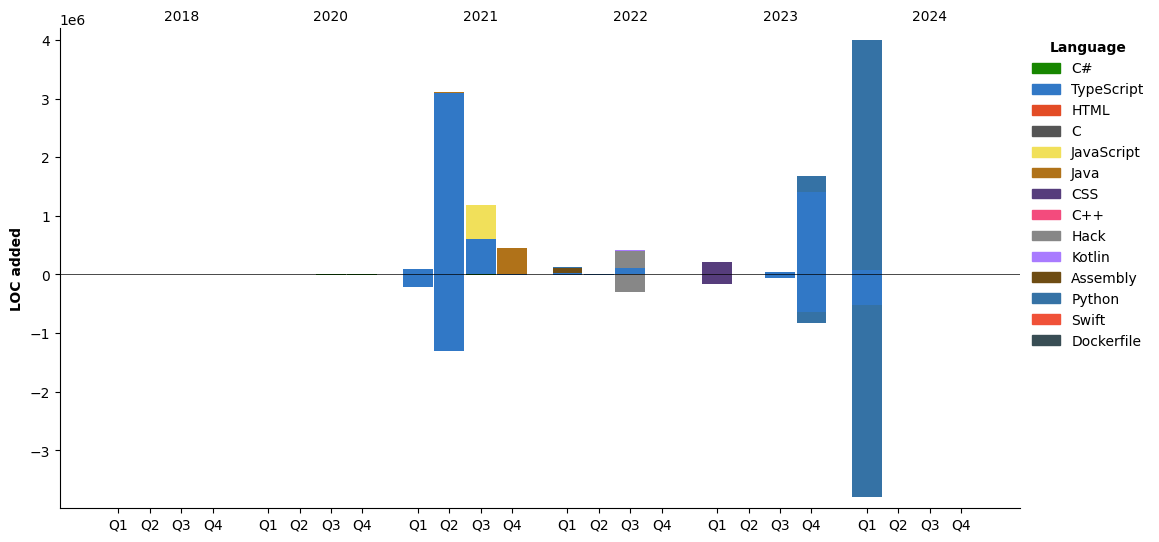 1e6
2018 2020 2021 2022 2023 2024
4
3
2
1
0
−1
−2
−3
LOC added
Q1 Q2 Q3 Q4 Q1 Q2 Q3 Q4 Q1 Q2 Q3 Q4 Q1 Q2 Q3 Q4 Q1 Q2 Q3 Q4 Q1 Q2 Q3 Q4
Language
C#
TypeScript
HTML
C
JavaScript
Java
CSS
C++
Hack
Kotlin
Assembly
Python
Swift
Dockerfile